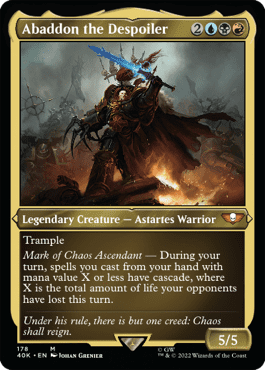 Abaddon the Despoiler 2
Legendary Creature — Astartes Warrior
Trample
Mark of Chaos Ascendant — During your
turn, spells you cast from your hand with
mana value X or less have cascade, where
X is the total amount of life your opponents
have lost this turn.
Under his rule, there is but one creed: Chaos
shall reign.
5/5
178 M
40K • EN Johan Grenier
© GW
™ & © 2022 Wizards of the Coast